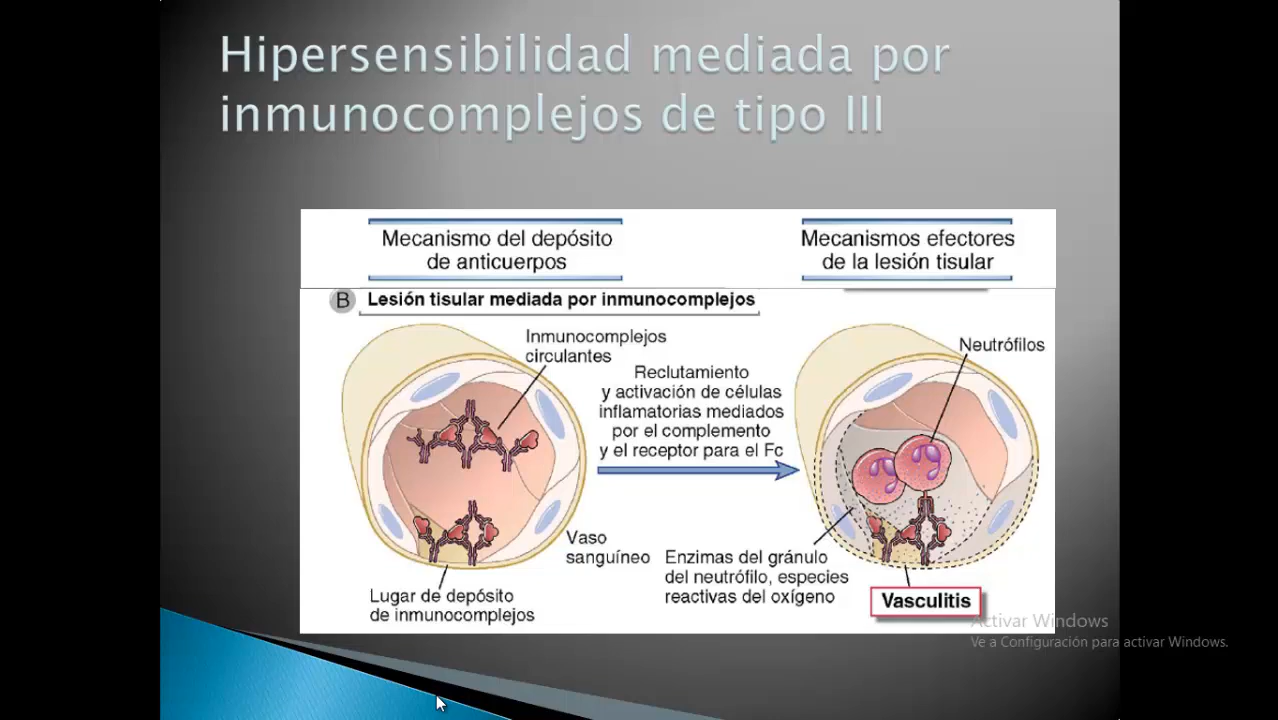 Hipersensibilidad mediada por
inmunocomplejos de tipo III
Mecanismo del depósito
de anticuerpos
Mecanismos efectores
de la lesión tisular
B Lesión tisular mediada por inmunocomplejos
Inmunocomplejos
circulantes
Reclutamiento
y activación de células
inflamatorias mediados
por el complemento
y el receptor para el Fc
Neutrófilos
Vaso
sanguíneo
Lugar de depósito
de inmunocomplejos
Enzimas del gránulo
del neutrófilo, especies
reactivas del oxígeno
Vasculitis
Activar Windows
Ve a Configuración para activar Windows.